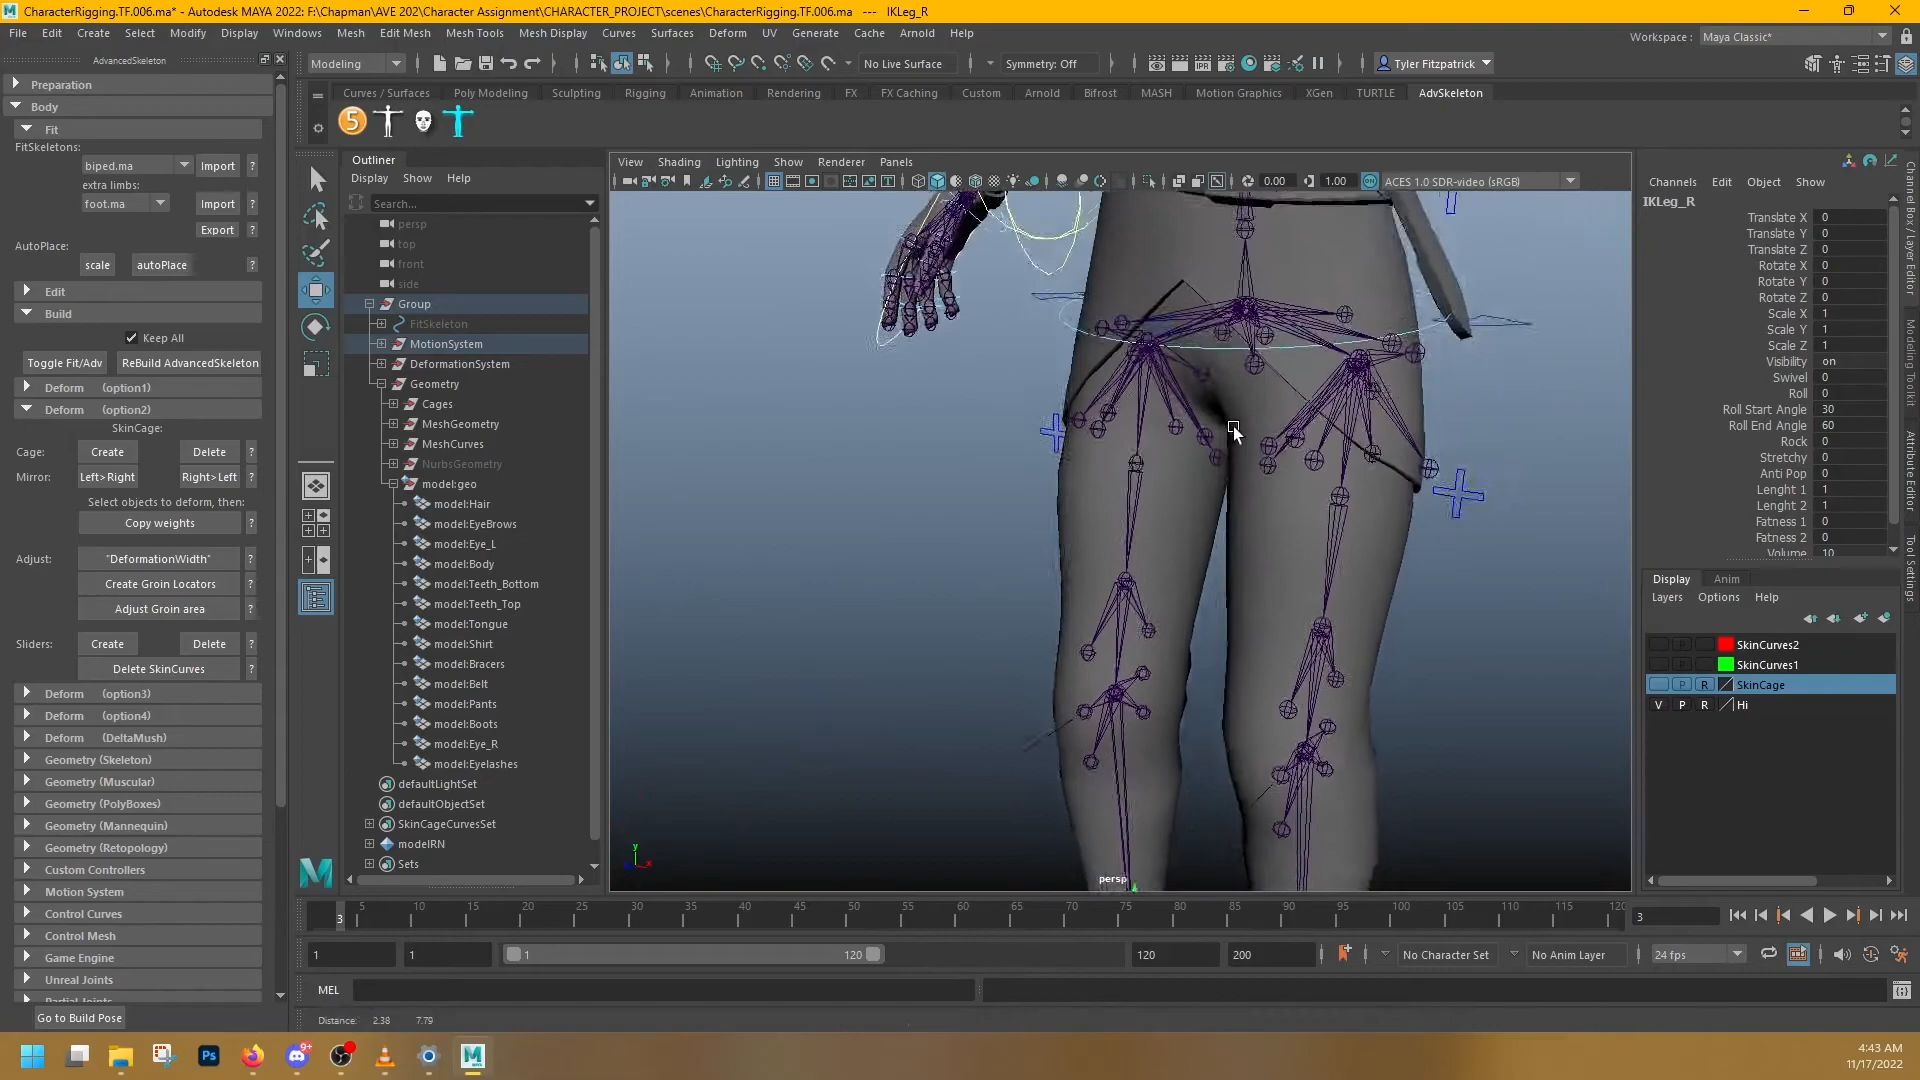 CharacterRigging.TF.006.ma* - Autodesk MAYA 2022: F:\Chapman\AVE 202\Character Assignment\CHARACTER_PROJECT\scenes\CharacterRigging.TF.006.ma --- IKLeg_R
File Edit Create Select Modify Display Windows Mesh Edit Mesh Mesh Tools Mesh Display Curves Surfaces Deform UV Generate Cache Arnold Help
Workspace : Maya Classic*
AdvancedSkeleton
Modeling
No Live Surface
Symmetry: Off
Tyler Fitzpatrick
Curves / Surfaces Poly Modeling Sculpting Rigging Animation Rendering FX FX Caching Custom Arnold Bifrost MASH Motion Graphics XGen TURTLE AdvSkeleton
5
Preparation
Body
Fit
FitSkeletons:
biped.ma Import ?
extra limbs:
foot.ma Import ?
Export ?
AutoPlace:
scale autoPlace ?
Edit
Build
Keep All
Toggle Fit/Adv ReBuild AdvancedSkeleton
Deform (option1)
Deform (option2)
SkinCage:
Cage: Create Delete ?
Mirror: Left>Right Right>Left ?
Select objects to deform, then:
Copy weights ?
Adjust: "DeformationWidth" ?
Create Groin Locators ?
Adjust Groin area ?
Sliders: Create Delete ?
Delete SkinCurves ?
Deform (option3)
Deform (option4)
Deform (DeltaMush)
Geometry (Skeleton)
Geometry (Muscular)
Geometry (PolyBoxes)
Geometry (Mannequin)
Geometry (Retopology)
Custom Controllers
Motion System
Control Curves
Control Mesh
Game Engine
Unreal Joints
Partial Joints
Go to Build Pose
Outliner
Display Show Help
Search...
persp
top
front
side
Group
FitSkeleton
MotionSystem
DeformationSystem
Geometry
Cages
MeshGeometry
MeshCurves
NurbsGeometry
model:geo
model:Hair
model:EyeBrows
model:Eye_L
model:Body
model:Teeth_Bottom
model:Teeth_Top
model:Tongue
model:Shirt
model:Bracers
model:Belt
model:Pants
model:Boots
model:Eye_R
model:Eyelashes
defaultLightSet
defaultObjectSet
SkinCageCurvesSet
modelRN
Sets
View Shading Lighting Show Renderer Panels
0.00 1.00 ACES 1.0 SDR-video (sRGB)
y
x
persp
Channels Edit Object Show
IKLeg_R
Translate X 0
Translate Y 0
Translate Z 0
Rotate X 0
Rotate Y 0
Rotate Z 0
Scale X 1
Scale Y 1
Scale Z 1
Visibility on
Swivel 0
Roll 0
Roll Start Angle 30
Roll End Angle 60
Rock 0
Stretchy 0
Anti Pop 0
Lenght 1 1
Lenght 2 1
Fatness 1 0
Fatness 2 0
Volume 10
Channel Box / Layer Editor
Modeling Toolkit
Attribute Editor
Tool Settings
Display Anim
Layers Options Help
P SkinCurves2
P SkinCurves1
P R SkinCage
V P R Hi
3 5 10 15 20 25 30 35 40 45 50 55 60 65 70 75 80 85 90 95 100 105 110 115 120
3
1 1 1 120 120 200 No Character Set No Anim Layer 24 fps
MEL
Distance: 2.38 7.79
Ps
9+
4:43 AM
11/17/2022